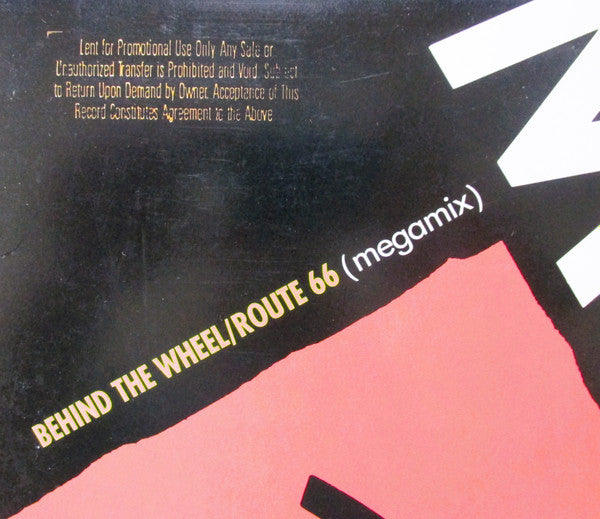 Lent for Promotional Use Only Any Sale or
Unauthorized Transfer is Prohibited and Void. Subject
to Return Upon Demand by Owner. Acceptance of This
Record Constitutes Agreement to the Above
BEHIND THE WHEEL/ROUTE 66 (megamix)